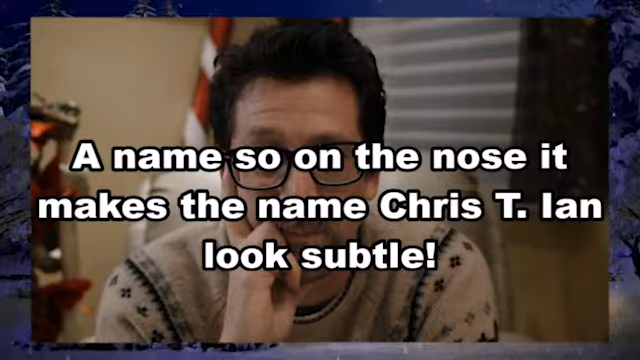 A name so on the nose it
makes the name Chris T. Ian
look subtle!